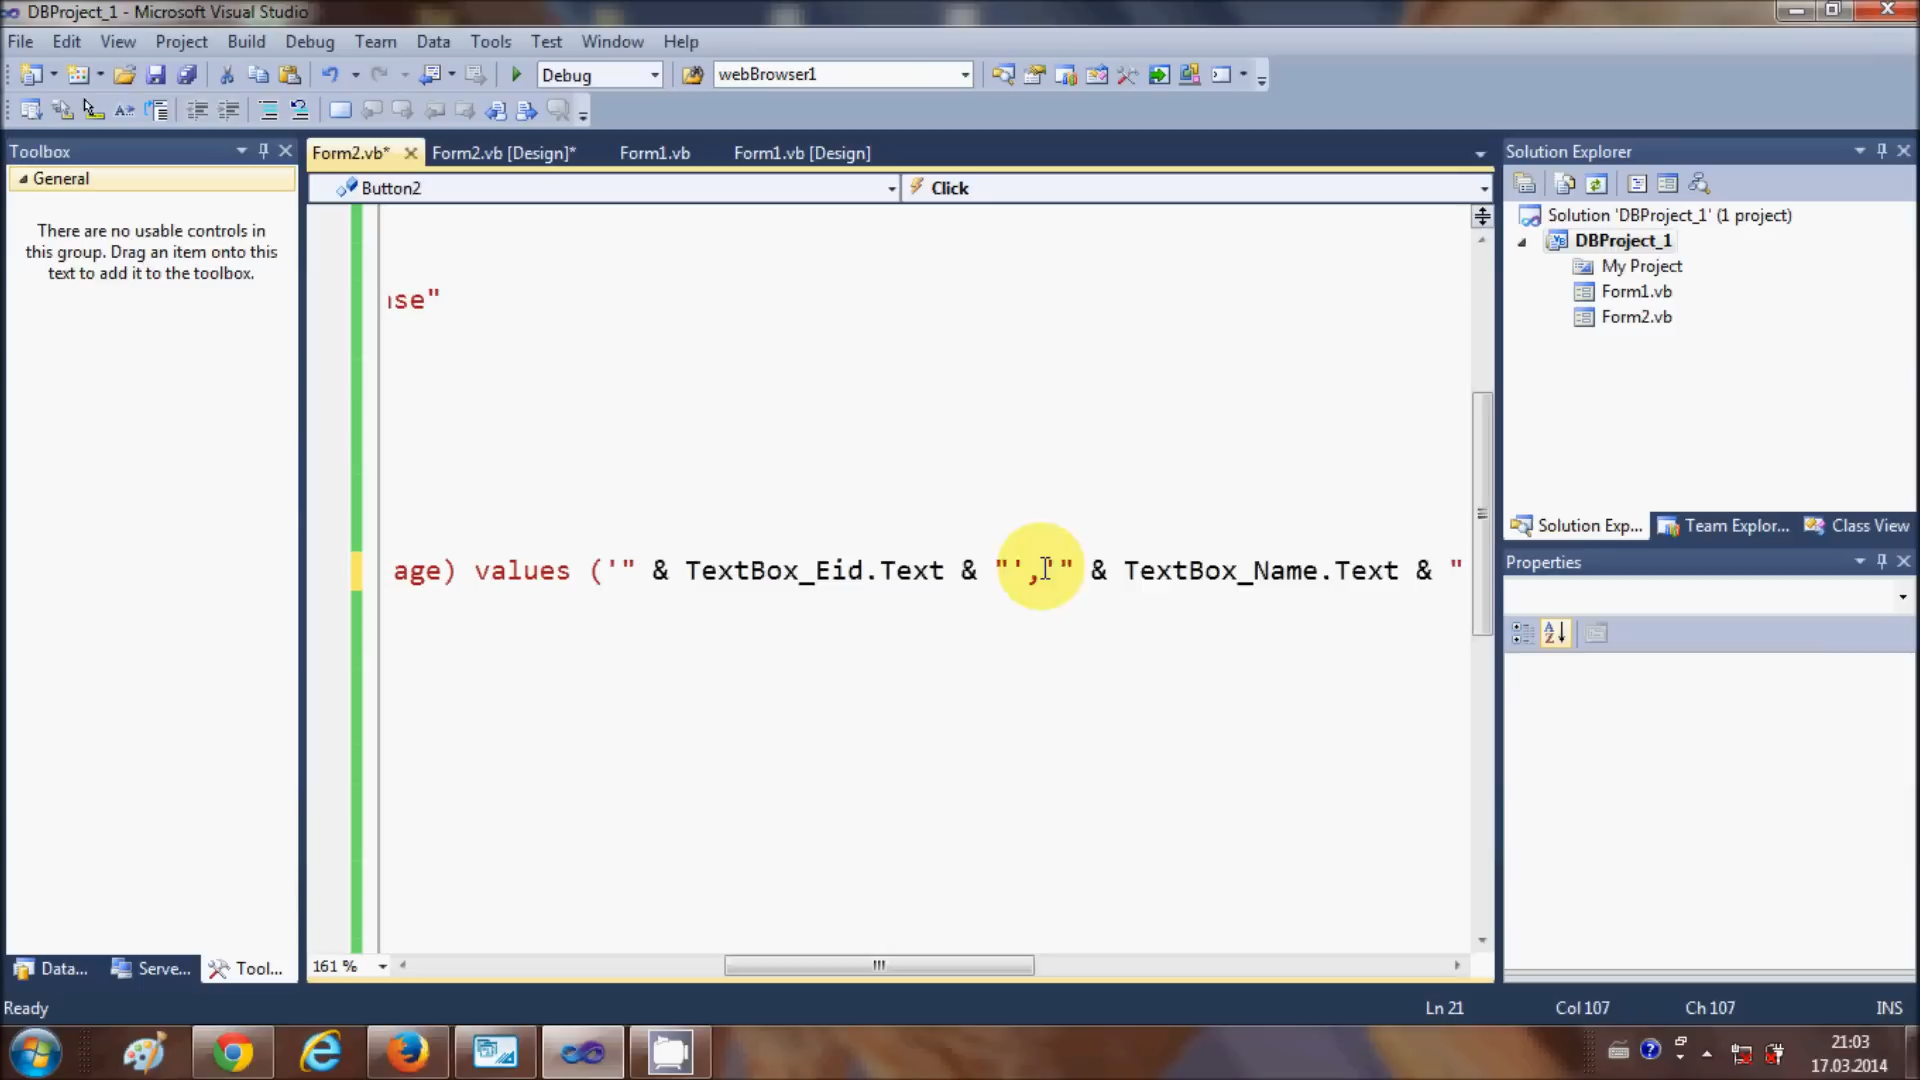 DBProject_1 - Microsoft Visual Studio
File Edit View Project Build Debug Team Data Tools Test Window Help
Debug webBrowser1
Toolbox
General
There are no usable controls in
this group. Drag an item onto this
text to add it to the toolbox.
Form2.vb* Form2.vb [Design]* Form1.vb Form1.vb [Design]
Button2 Click
se"
age) values ('" & TextBox_Eid.Text & "','" & TextBox_Name.Text & "
161 %
Solution Explorer
Solution 'DBProject_1' (1 project)
DBProject_1
My Project
Form1.vb
Form2.vb
Solution Exp... Team Explor... Class View
Properties
Data... Serve... Tool...
Ready Ln 21 Col 107 Ch 107 INS
21:03
17.03.2014